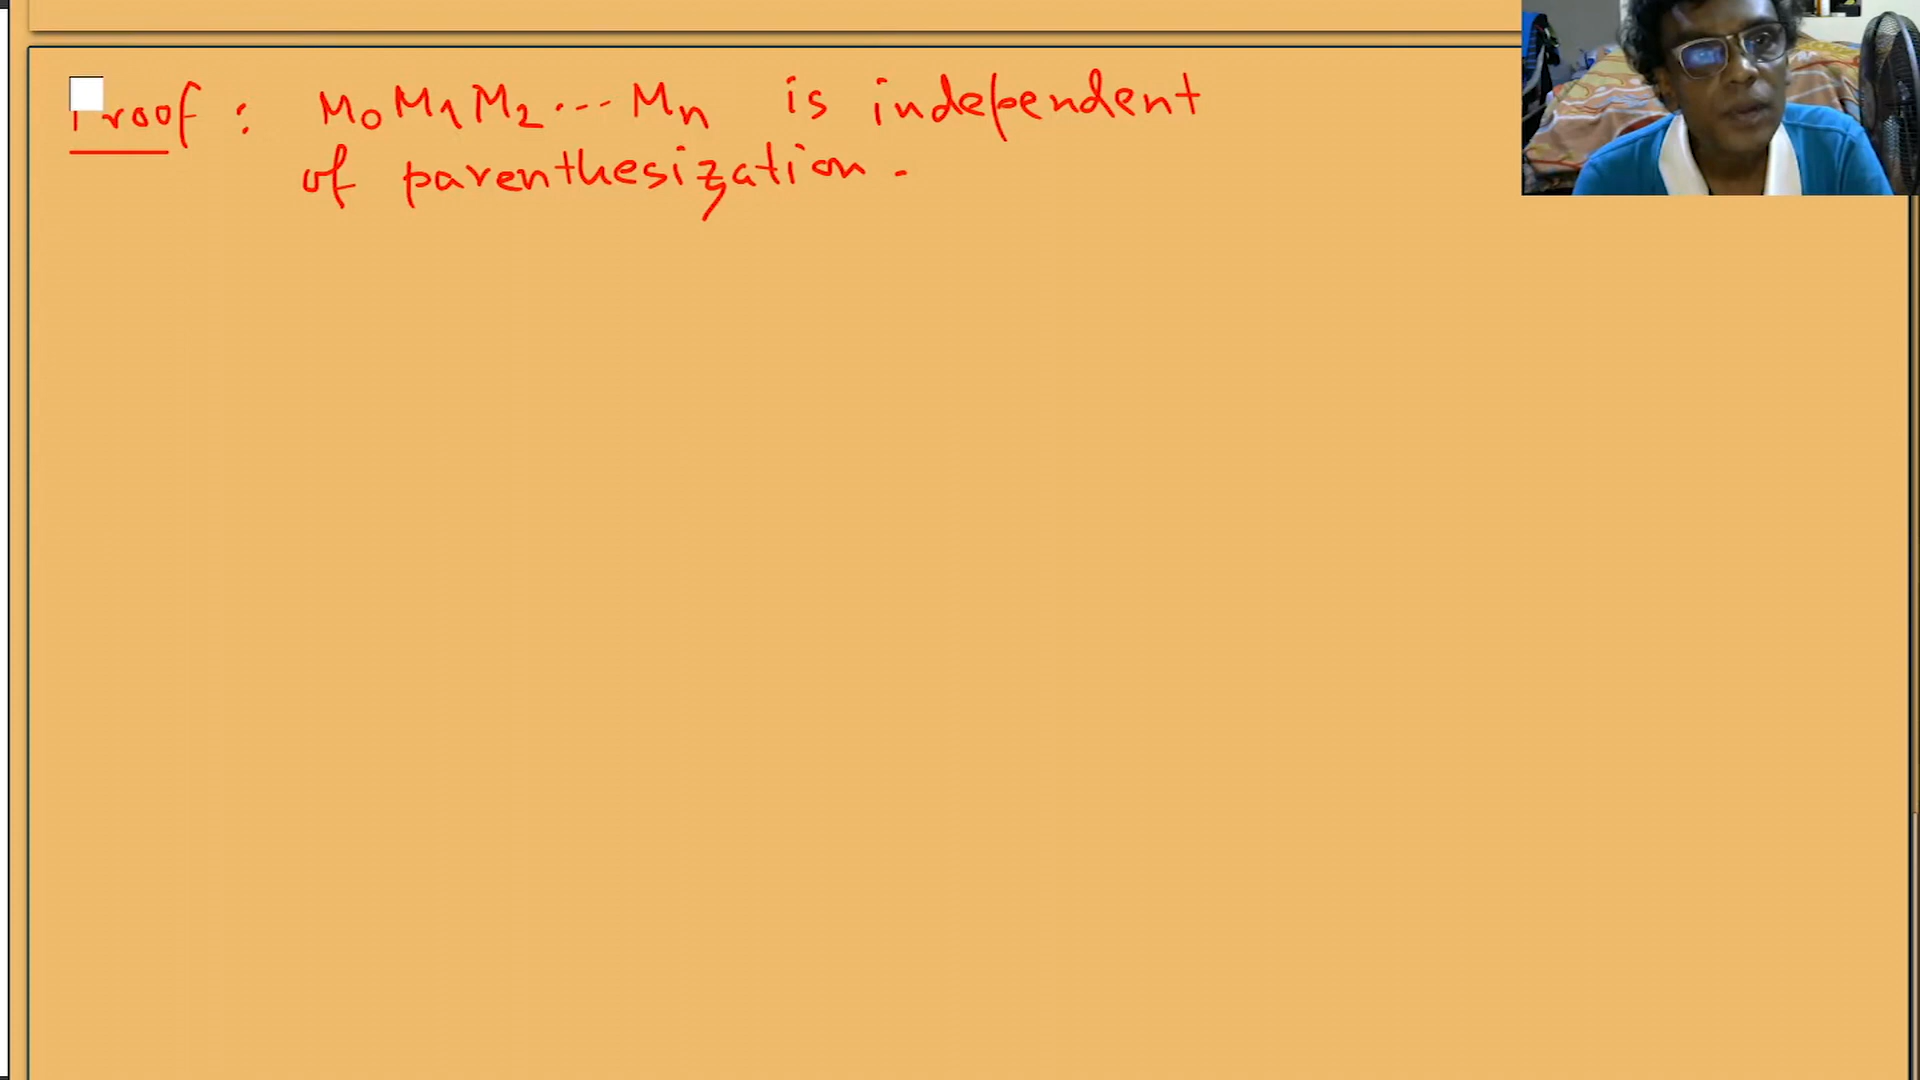 Proof : M₀M₁M₂...Mₙ is independent
of parenthesization.